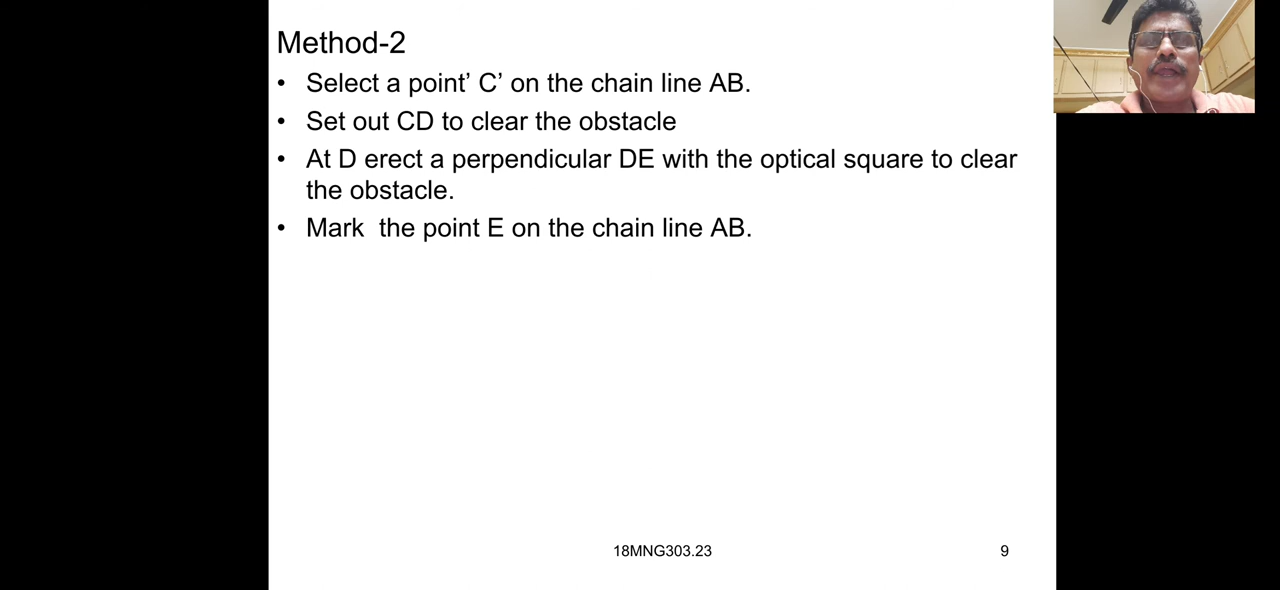 Method-2
• Select a point’ C’ on the chain line AB.
• Set out CD to clear the obstacle
• At D erect a perpendicular DE with the optical square to clear
the obstacle.
• Mark  the point E on the chain line AB.
18MNG303.23
9